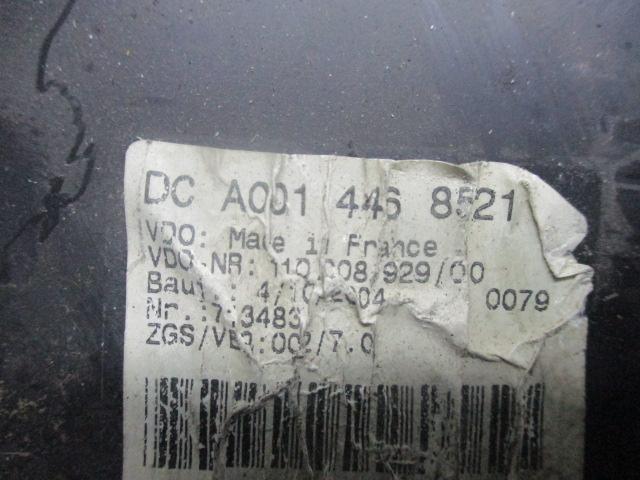 DC A001 446 8521
VDO: Made in France
VDO-NR: 110.008.929/00
4/10/2004 0079
Nr.:
ZGS/VER:002/7.0